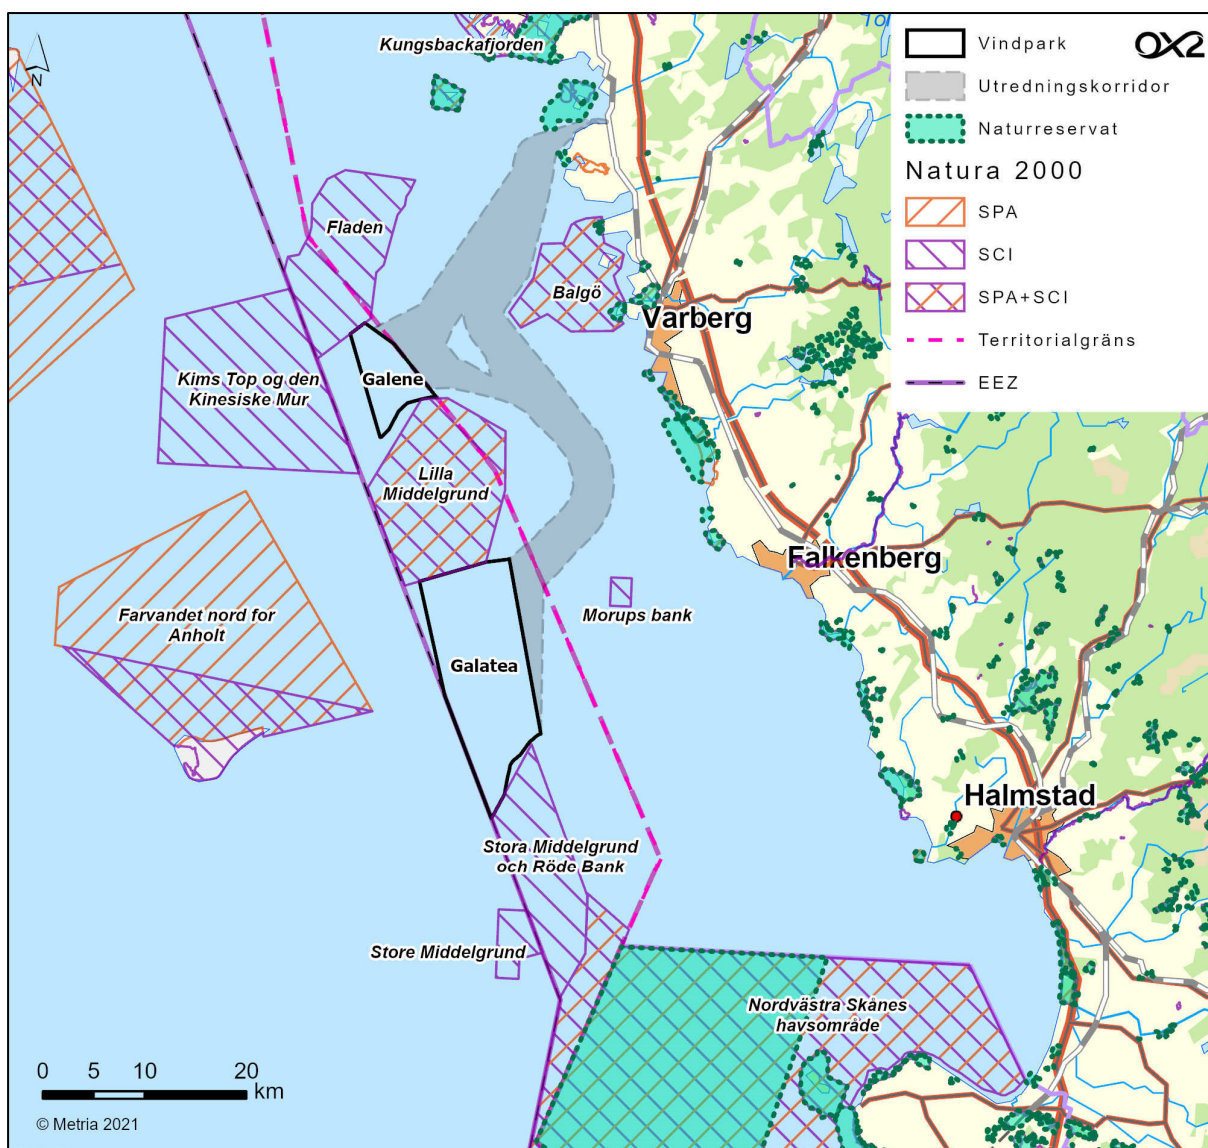 Kungsbackafjorden
N
Fladen
Balgö
Varberg
Kims Top og den
Kinesiske Mur
Galene
Lilla
Middelgrund
Falkenberg
Farvandet nord for
Anholt
Morups bank
Galatea
Halmstad
Stora Middelgrund
och Röde Bank
Store Middelgrund
Nordvästra Skånes
havsområde
Vindpark
OX2
Utredningskorridor
Naturreservat
Natura 2000
SPA
SCI
SPA+SCI
Territorialgräns
EEZ
0 5 10 20
km
© Metria 2021